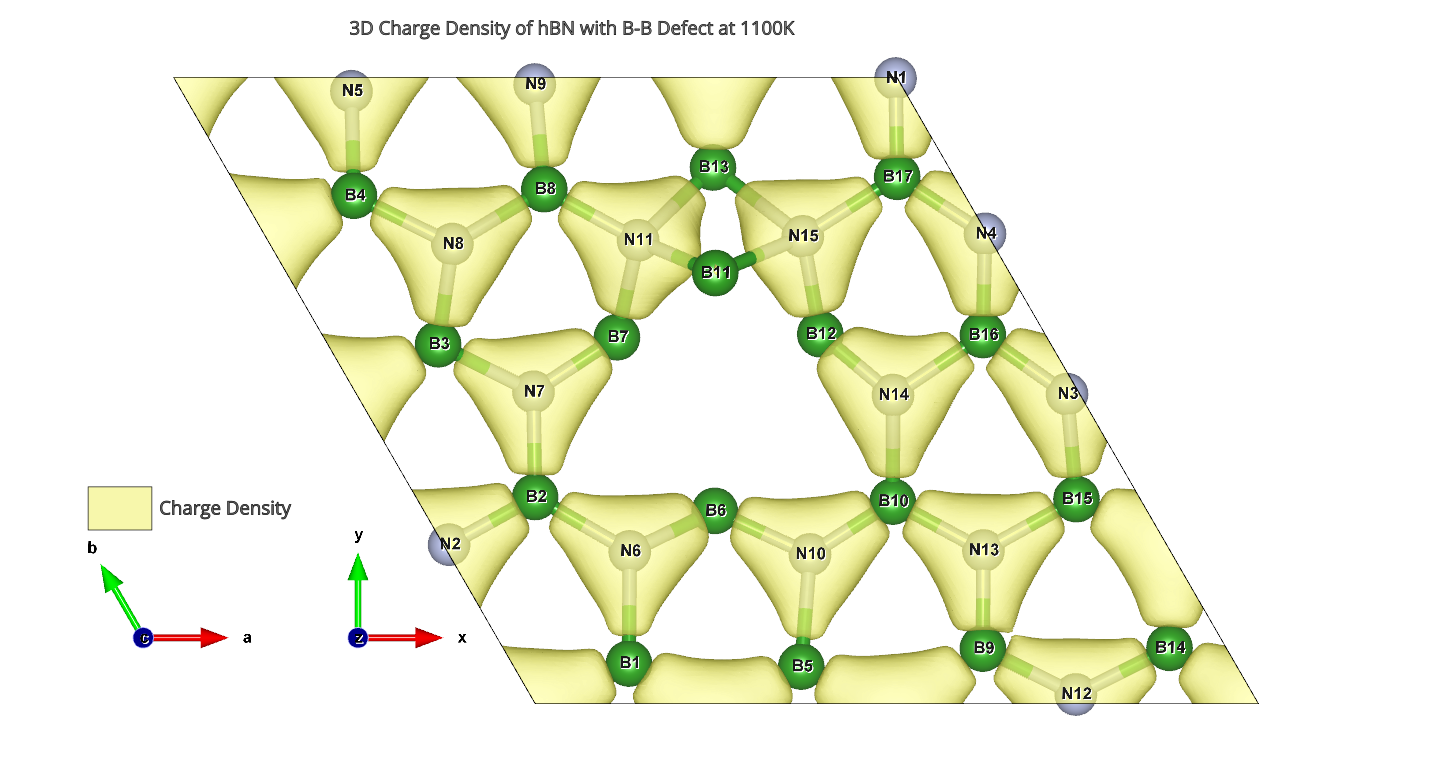 3D Charge Density of hBN with B-B Defect at 1100K
N5
N9
N1
B13
B4
B8
B17
N8
N11
N15
N4
B11
B3
B7
B12
B16
N7
N14
N3
B2
B6
B10
B15
Charge Density
N2
N6
N10
N13
b
y
B1
B5
B9
B14
c
a
z
x
N12